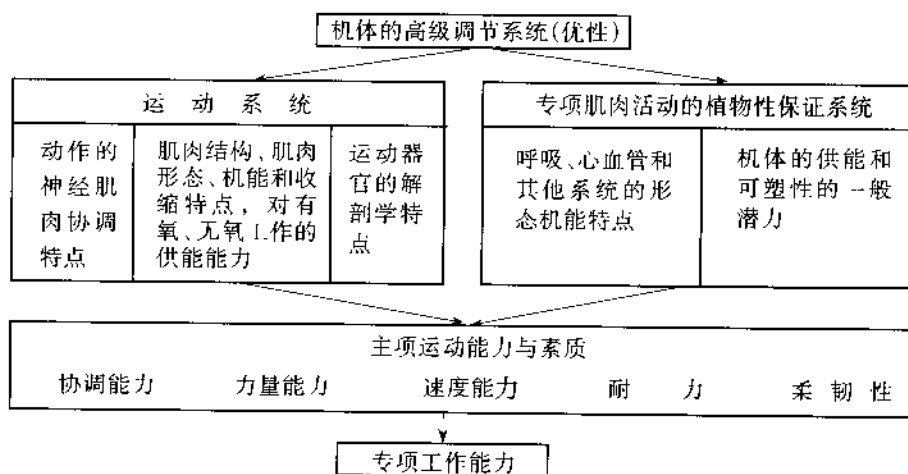 机体的高级调节系统(优性)
运动系统
专项肌肉活动的植物性保证系统
动作的
神经肌
肉协调
特点
肌肉结构、肌肉
形态、机能和收
缩特点，对有
氧、无氧工作的
供能能力
运动器
官的解
剖学特
点
呼吸、心血管和
其他系统的形
态机能特点
机体的供能和
可塑性的一般
潜力
主项运动能力与素质
协调能力 力量能力 速度能力 耐力 柔韧性
专项工作能力